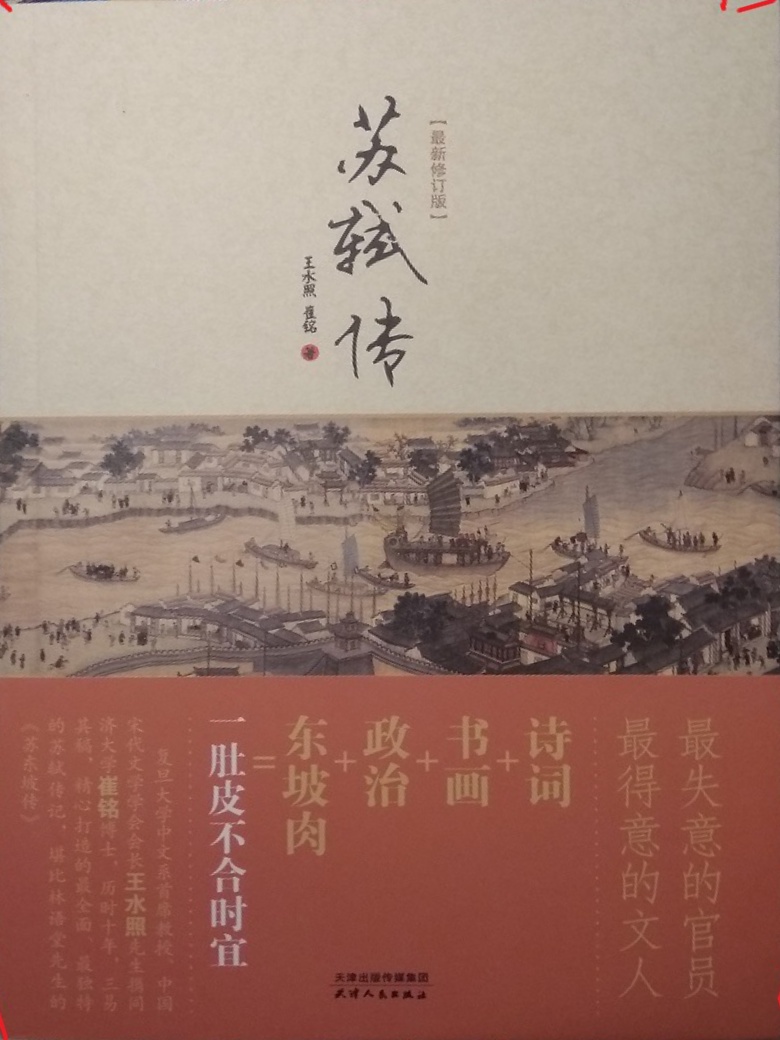 【最新修订版】
苏轼传
王水照 崔铭 著
最失意的官员
最得意的文人
诗词
+
书画
+
政治
+
东坡肉
=
一肚皮不合时宜
复旦大学中文系首席教授、中国
宋代文学学会会长王水照先生携同
济大学崔铭博士，历时十年，三易
其稿，精心打造的最全面、最独特
的苏轼传记，堪比林语堂先生的
《苏东坡传》
天津出版传媒集团
天津人民出版社